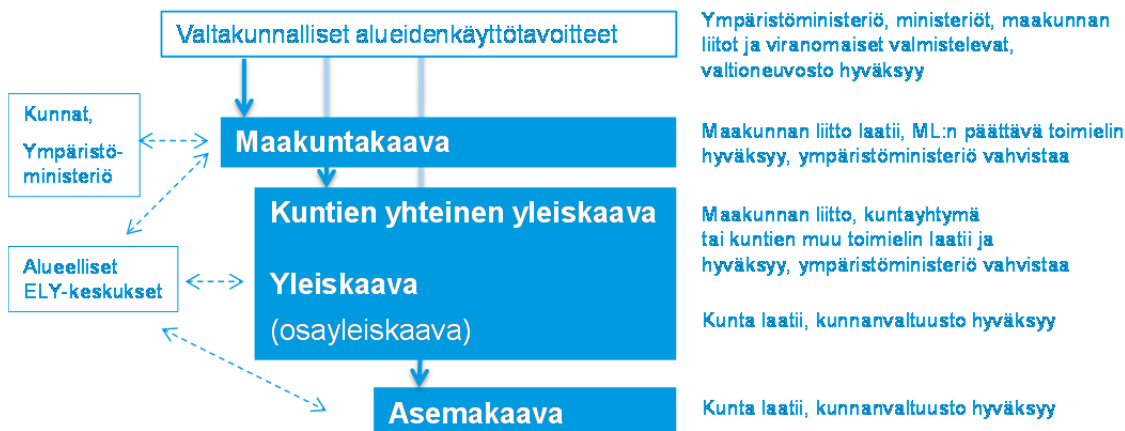 Valtakunnalliset alueidenkäyttötavoitteet
Ympäristöministeriö, ministeriöt, maakunnan
liitot ja viranomaiset valmistelevat,
valtioneuvosto hyväksyy
Kunnat,
Ympäristö-
ministeriö
Maakuntakaava
Maakunnan liitto laatii, ML:n päättävä toimielin
hyväksyy, ympäristöministeriö vahvistaa
Kuntien yhteinen yleiskaava
Maakunnan liitto, kuntayhtymä
tai kuntien muu toimielin laatii ja
hyväksyy, ympäristöministeriö vahvistaa
Alueelliset
ELY-keskukset
Yleiskaava
(osayleiskaava)
Kunta laatii, kunnanvaltuusto hyväksyy
Asemakaava
Kunta laatii, kunnanvaltuusto hyväksyy